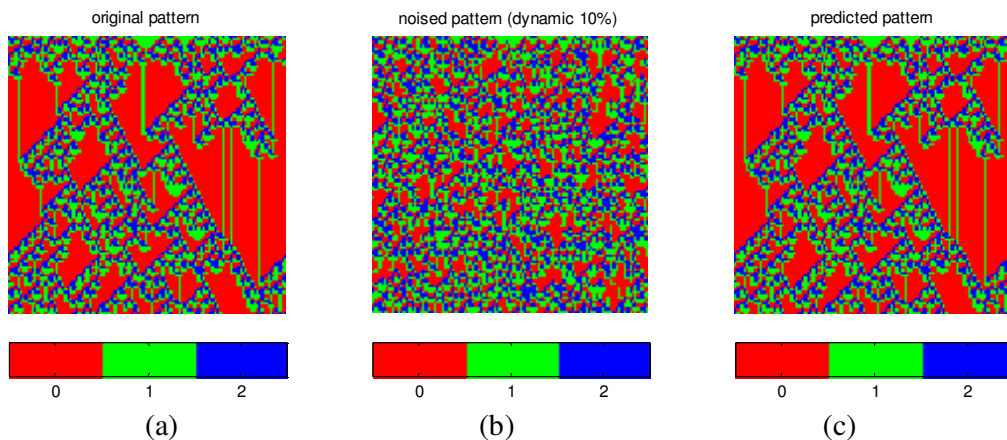 original pattern
noised pattern (dynamic 10%)
predicted pattern
0 1 2
0 1 2
0 1 2
(a)
(b)
(c)